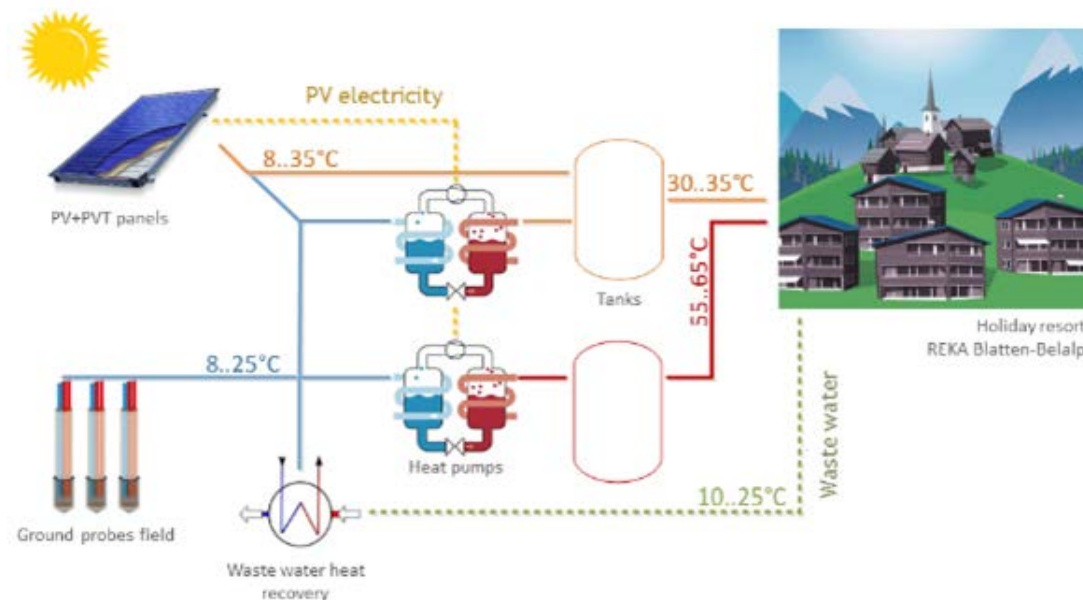 PV electricity
8..35°C
30..35°C
PV+PVT panels
Tanks
55..65°C
Holiday resort
REKA Blatten-Belalp
8..25°C
Heat pumps
Waste water
10..25°C
Ground probes field
Waste water heat
recovery